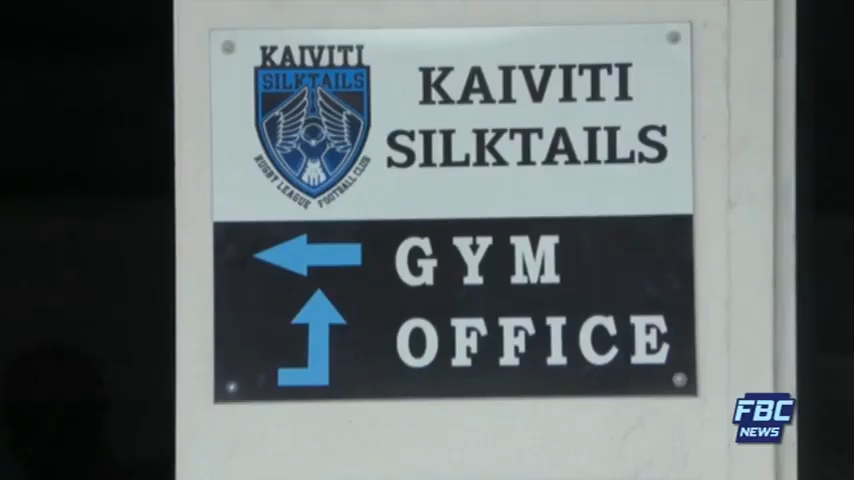 KAIVITI
SILKTAILS
RUGBY LEAGUE FOOTBALL CLUB
KAIVITI
SILKTAILS
GYM
OFFICE
FBC
NEWS